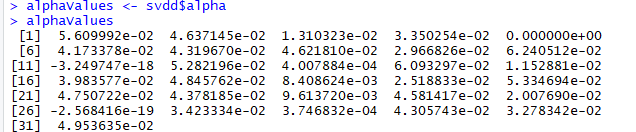 > alphaValues <- svdd$alpha
> alphaValues
[1] 5.609992e-02 4.637145e-02 1.310323e-02 3.350254e-02 0.000000e+00
[6] 4.173378e-02 4.319670e-02 4.621810e-02 2.966826e-02 6.240512e-02
[11] -3.249747e-18 5.282196e-02 4.007884e-04 6.093297e-02 1.152881e-02
[16] 3.983577e-02 4.845762e-02 8.408624e-03 2.518833e-02 5.334694e-02
[21] 4.750722e-02 4.378185e-02 9.613720e-03 4.581417e-02 2.007690e-02
[26] -2.568416e-19 3.423334e-02 3.746832e-04 4.305743e-02 3.278342e-02
[31] 4.953635e-02